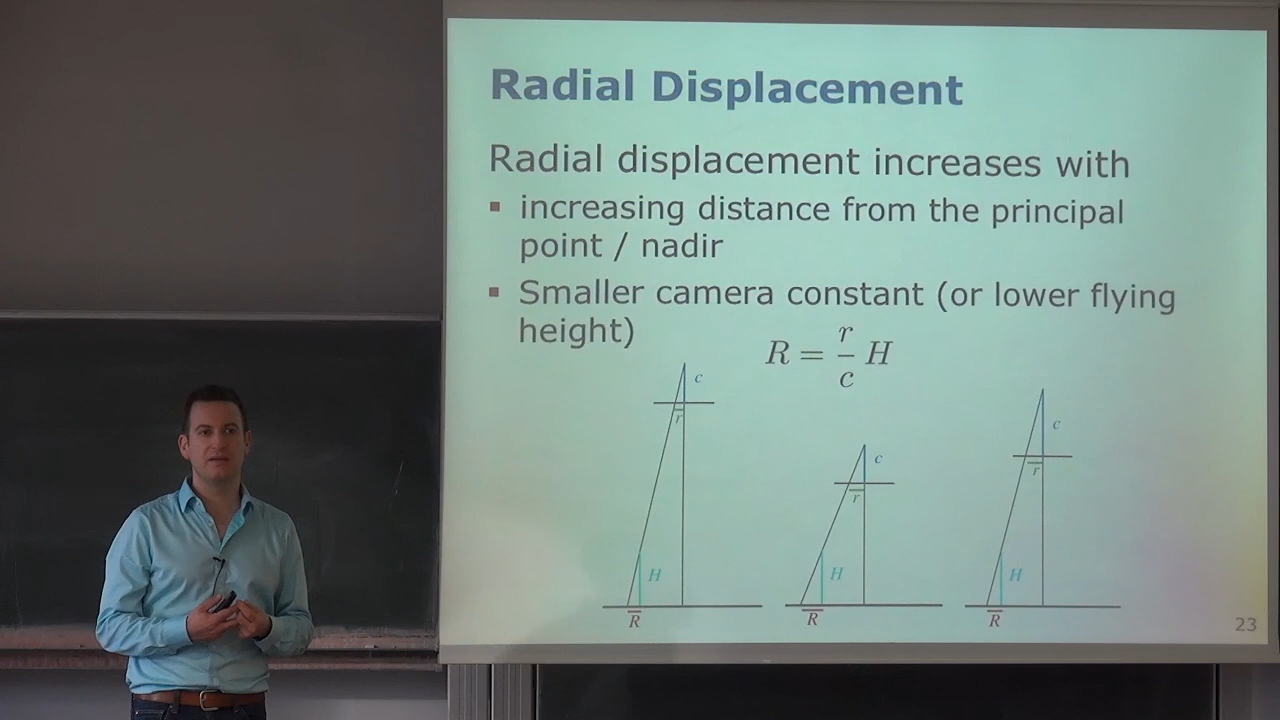 Radial Displacement
Radial displacement increases with
▪ increasing distance from the principal
point / nadir
▪ Smaller camera constant (or lower flying
height)
R = r/c H
c
r
H
R
c
r
H
R
c
r
H
R
23